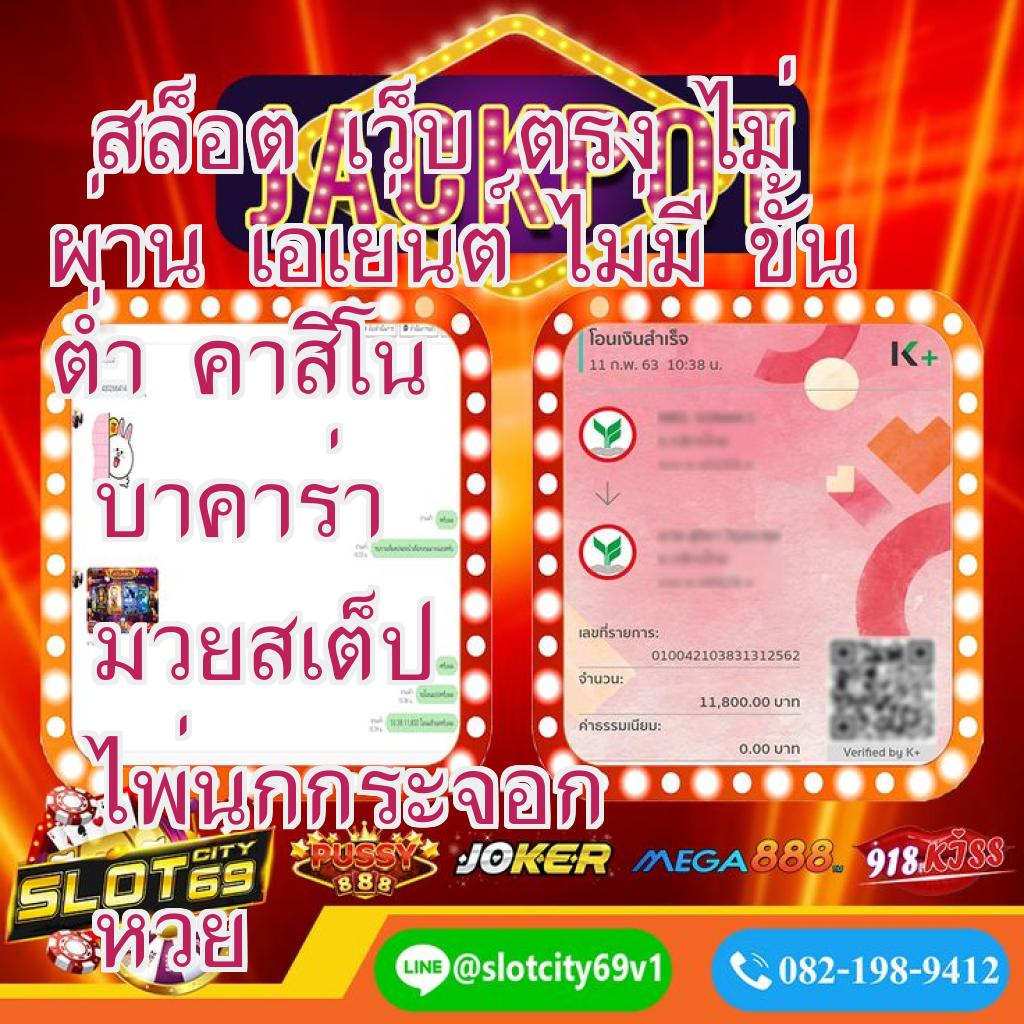 JACKPOT
สล็อต เว็บ ตรง ไม่
ผ่าน เอเย่นต์ ไม่มี ขั้น
ต่ำ คาสิโน
บาคาร่า
มวยสเต็ป
ไพ่นกกระจอก
หวย
โอนเงินสำเร็จ
11 ก.พ. 63 10:38 น.
K+
เลขที่รายการ:
010042103831312562
จำนวน:
11,800.00 บาท
ค่าธรรมเนียม:
0.00 บาท
Verified by K+
SLOT CITY 69
PUSSY 888
JOKER
MEGA888
918KISS
LINE @slotcity69v1
082-198-9412